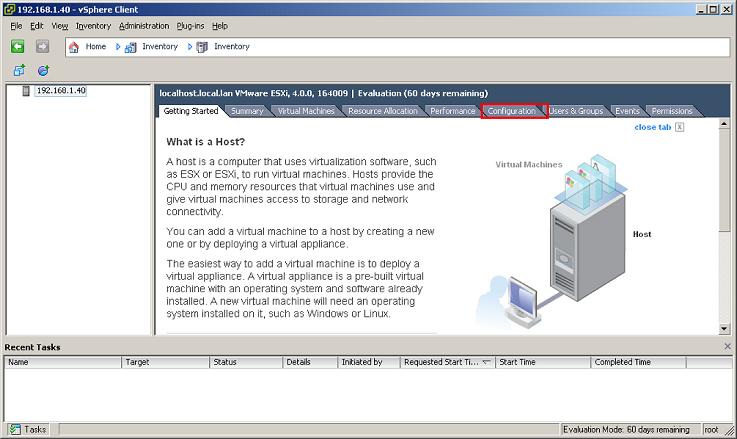 192.168.1.40 - vSphere Client
File Edit View Inventory Administration Plug-ins Help
Home Inventory Inventory
192.168.1.40
localhost.local.lan VMware ESXi, 4.0.0, 164009 | Evaluation (60 days remaining)
Getting Started Summary Virtual Machines Resource Allocation Performance Configuration Users & Groups Events Permissions
close tab X
What is a Host?
A host is a computer that uses virtualization software, such
as ESX or ESXi, to run virtual machines. Hosts provide the
CPU and memory resources that virtual machines use and
give virtual machines access to storage and network
connectivity.
You can add a virtual machine to a host by creating a new
one or by deploying a virtual appliance.
The easiest way to add a virtual machine is to deploy a
virtual appliance. A virtual appliance is a pre-built virtual
machine with an operating system and software already
installed. A new virtual machine will need an operating
system installed on it, such as Windows or Linux.
Virtual Machines
A
Host
Recent Tasks
Name Target Status Details Initiated by Requested Start Ti... Start Time Completed Time
Tasks Evaluation Mode: 60 days remaining root